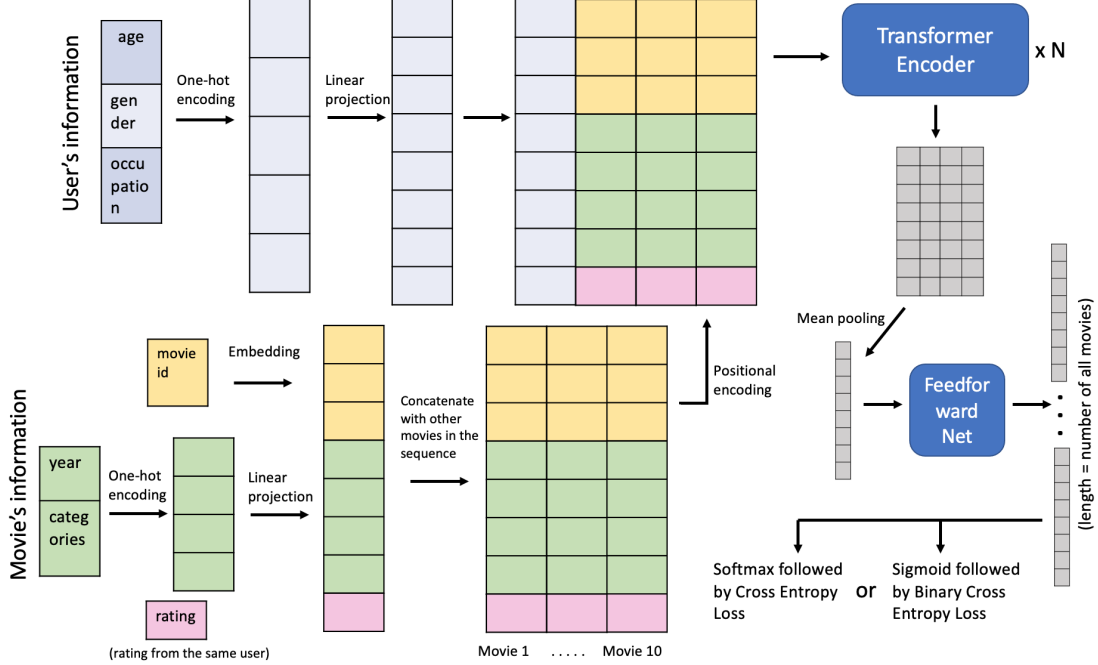 User's information
age
gen
der
occu
patio
n
One-hot
encoding
Linear
projection
Transformer
Encoder
x N
Mean pooling
Feedfor
ward
Net
(length = number of all movies)
Softmax followed
by Cross Entropy
Loss
or
Sigmoid followed
by Binary Cross
Entropy Loss
Movie's information
movie
id
Embedding
year
categ
ories
One-hot
encoding
Linear
projection
rating
(rating from the same user)
Concatenate
with other
movies in the
sequence
Positional
encoding
Movie 1 . . . . . Movie 10